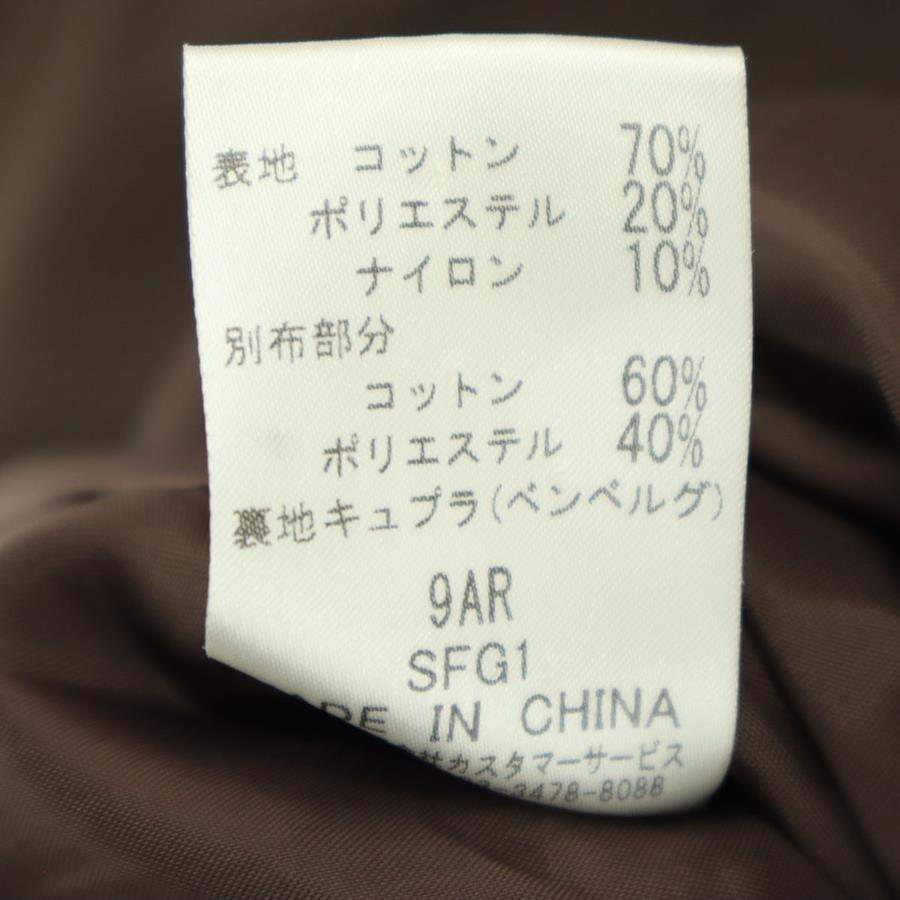 表地 コットン 70%
ポリエステル 20%
ナイロン 10%
別布部分
コットン 60%
ポリエステル 40%
裏地キュプラ(ベンベルグ)
9AR
SFG1
IN CHINA
カスタマーサービス
-3478-8088